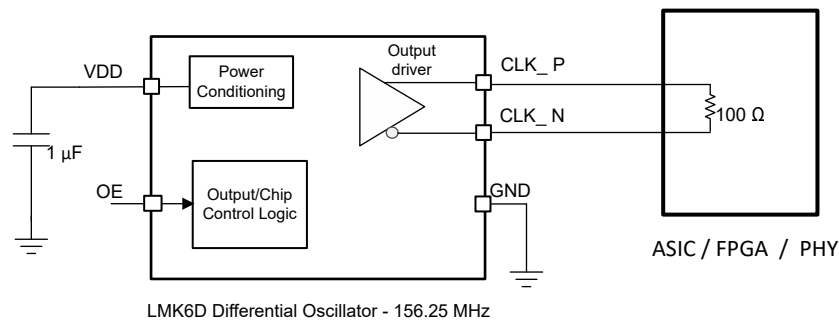 VDD
1 µF
OE
Power
Conditioning
Output/Chip
Control Logic
Output
driver
CLK_ P
CLK_ N
GND
100 Ω
ASIC / FPGA / PHY
LMK6D Differential Oscillator - 156.25 MHz